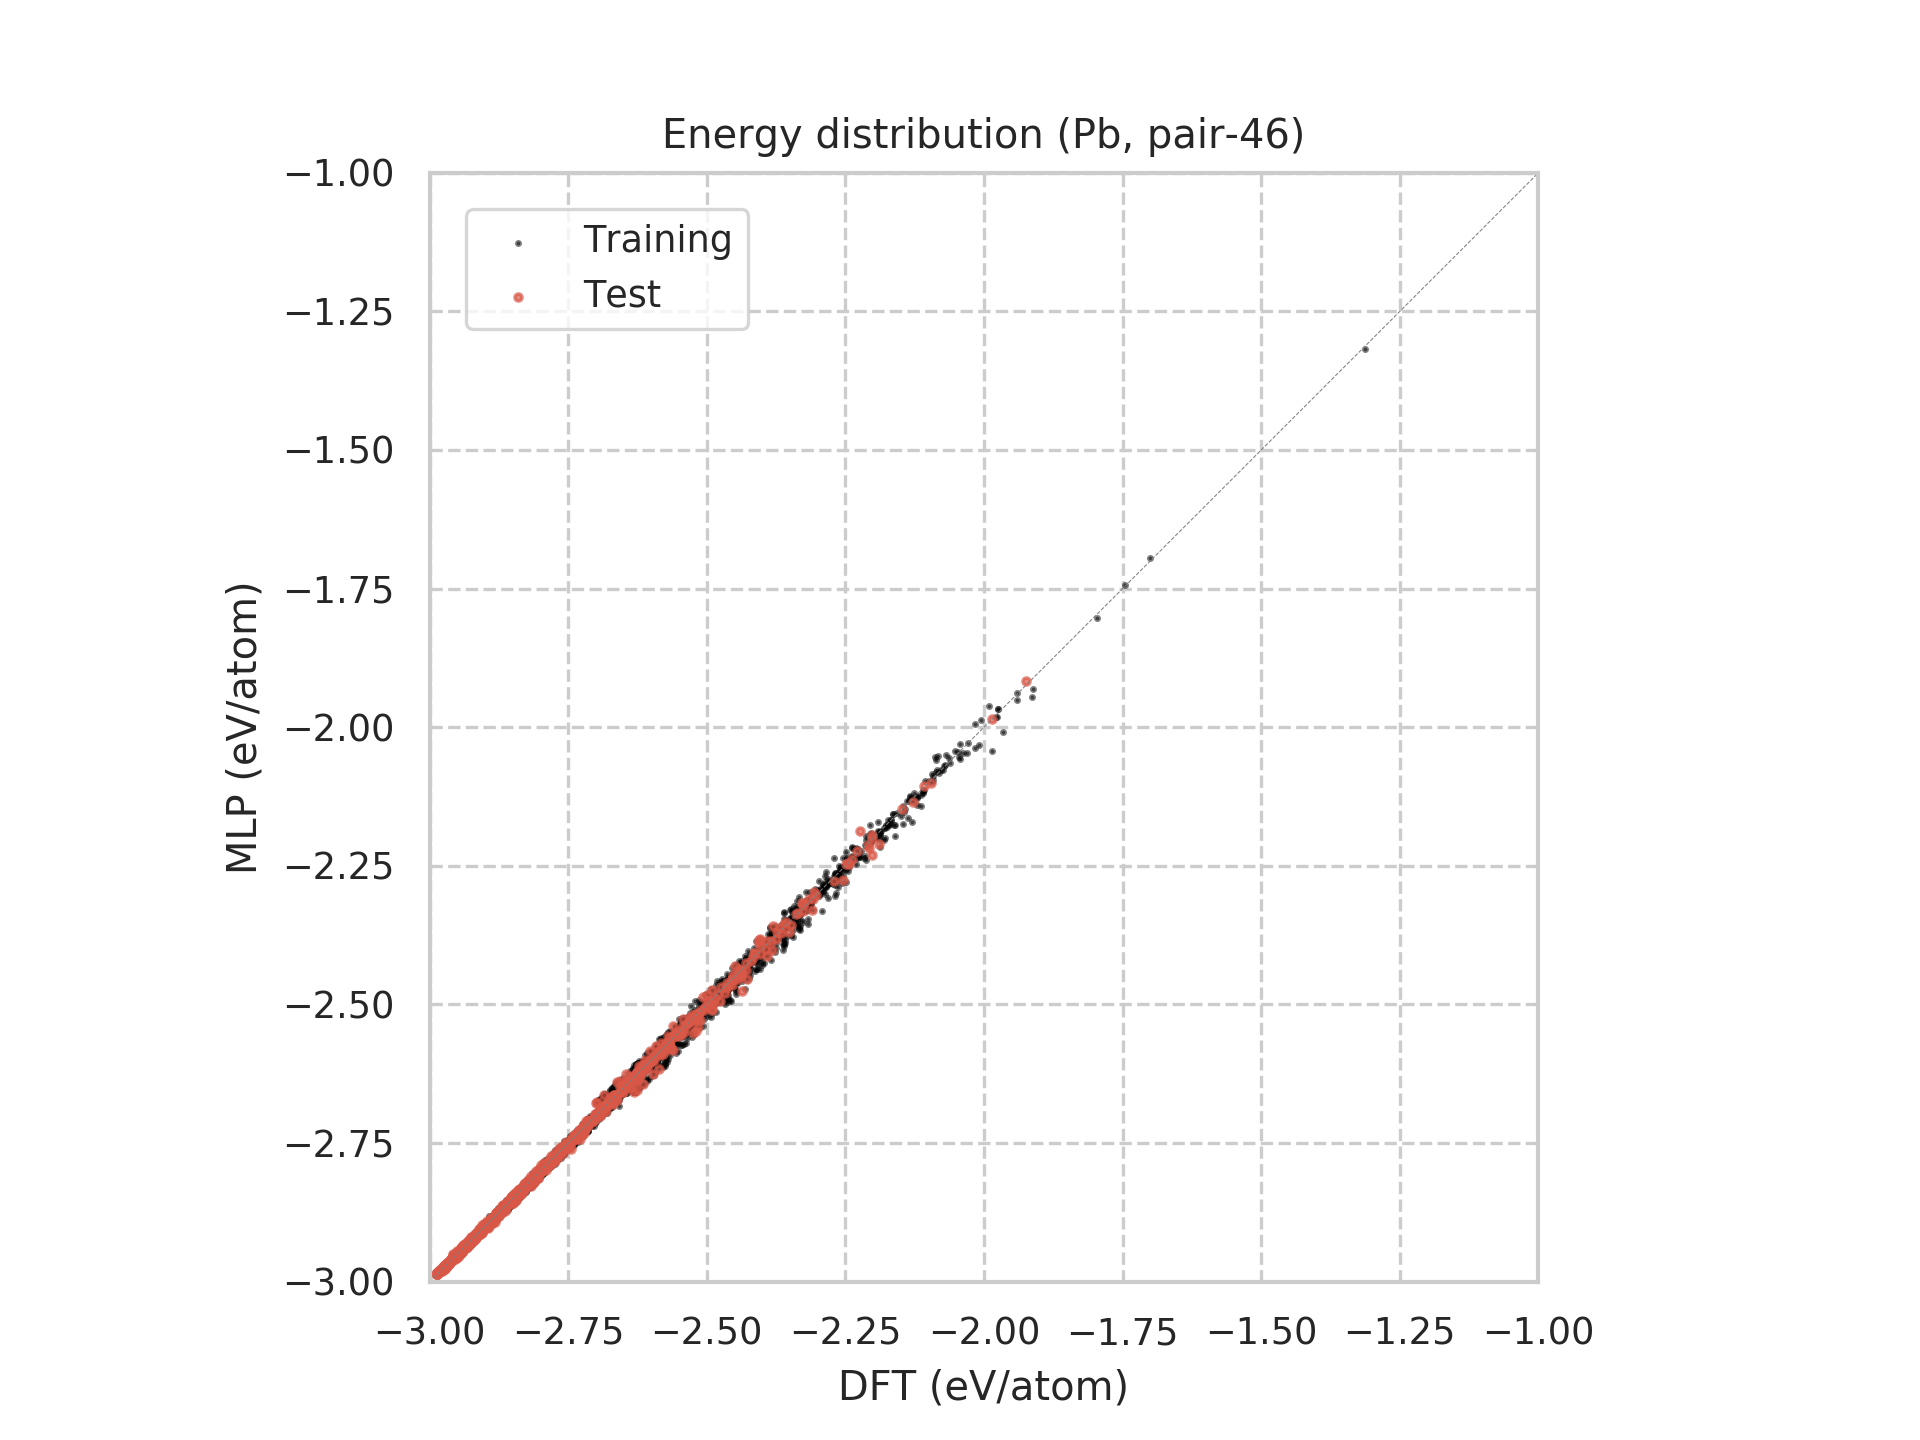 Energy distribution (Pb, pair-46)
−1.00
−1.25
−1.50
−1.75
−2.00
−2.25
−2.50
−2.75
−3.00
Training
Test
MLP (eV/atom)
−3.00 −2.75 −2.50 −2.25 −2.00 −1.75 −1.50 −1.25 −1.00
DFT (eV/atom)